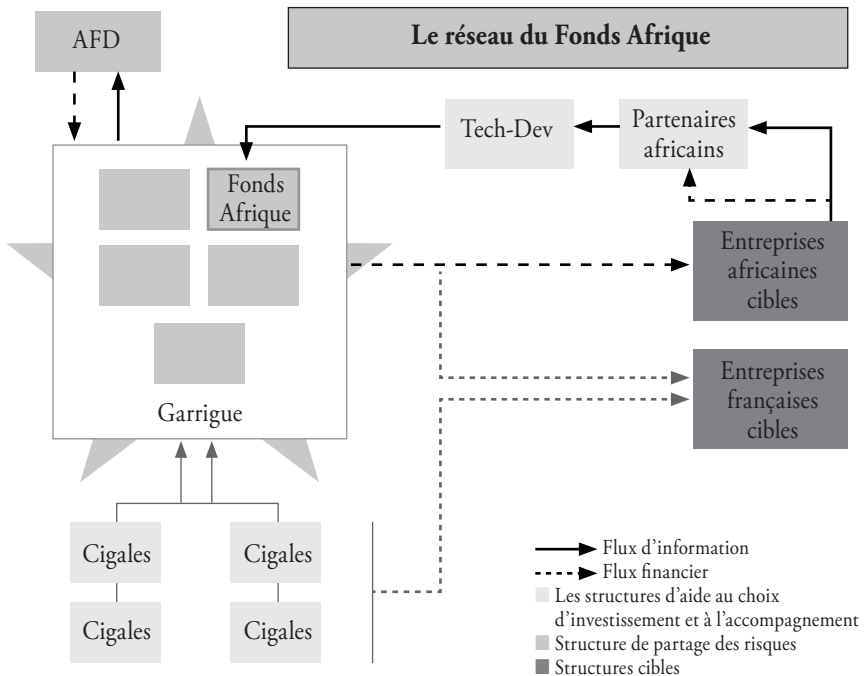 AFD
Le réseau du Fonds Afrique
Tech-Dev
Partenaires
africains
Fonds
Afrique
Entreprises
africaines
cibles
Entreprises
françaises
cibles
Garrigue
Cigales
Cigales
Cigales
Cigales
Flux d'information
Flux financier
Les structures d'aide au choix
d'investissement et à l'accompagnement
Structure de partage des risques
Structures cibles